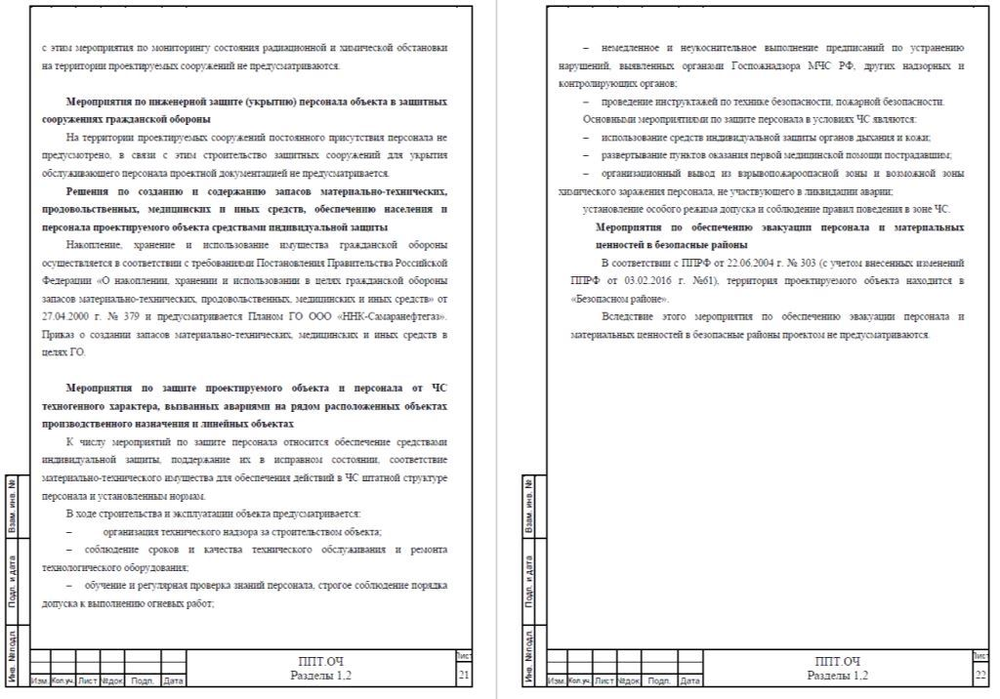 с этим мероприятия по мониторингу состояния радиационной и химической обстановки
на территории проектируемых сооружений не предусматриваются.
Мероприятия по инженерной защите (укрытию) персонала объекта в защитных
сооружениях гражданской обороны
На территории проектируемых сооружений постоянного присутствия персонала не
предусмотрено, в связи с этим строительство защитных сооружений для укрытия
обслуживающего персонала проектной документацией не предусматривается.
Решения по созданию и содержанию запасов материально-технических,
продовольственных, медицинских и иных средств, обеспечению населения и
персонала проектируемого объекта средствами индивидуальной защиты
Накопление, хранение и использование имущества гражданской обороны
осуществляется в соответствии с требованиями Постановления Правительства Российской
Федерации «О накоплении, хранении и использовании в целях гражданской обороны
запасов материально-технических, продовольственных, медицинских и иных средств» от
27.04.2000 г. № 379 и предусматривается Планом ГО ООО «ННК-Самаранефтегаз».
Приказ о создании запасов материально-технических, медицинских и иных средств в
целях ГО.
Мероприятия по защите проектируемого объекта и персонала от ЧС
техногенного характера, вызванных авариями на рядом расположенных объектах
производственного назначения и линейных объектах
К числу мероприятий по защите персонала относится обеспечение средствами
индивидуальной защиты, поддержание их в исправном состоянии, соответствие
материально-технического имущества для обеспечения действий в ЧС штатной структуре
персонала и установленным нормам.
В ходе строительства и эксплуатации объекта предусматривается:
– организация технического надзора за строительством объекта;
– соблюдение сроков и качества технического обслуживания и ремонта
технологического оборудования;
– обучение и регулярная проверка знаний персонала, строгое соблюдение порядка
допуска к выполнению огневых работ;
Взам. инв. №
Подп. и дата
Инв. №подл.
Изм. Кол.уч. Лист №док. Подп. Дата
ППТ.ОЧ
Разделы 1,2
Лист
21
– немедленное и неукоснительное выполнение предписаний по устранению
нарушений, выявленных органами Госпожнадзора МЧС РФ, других надзорных и
контролирующих органов;
– проведение инструктажей по технике безопасности, пожарной безопасности.
Основными мероприятиями по защите персонала в условиях ЧС являются:
– использование средств индивидуальной защиты органов дыхания и кожи;
– развертывание пунктов оказания первой медицинской помощи пострадавшим;
– организационный вывод из взрывопожароопасной зоны и возможной зоны
химического заражения персонала, не участвующего в ликвидации аварии;
установление особого режима допуска и соблюдение правил поведения в зоне ЧС.
Мероприятия по обеспечению эвакуации персонала и материальных
ценностей в безопасные районы
В соответствии с ППРФ от 22.06.2004 г. № 303 (с учетом внесенных изменений
ППРФ от 03.02.2016 г. №61), территория проектируемого объекта находится в
«Безопасном районе».
Вследствие этого мероприятия по обеспечению эвакуации персонала и
материальных ценностей в безопасные районы проектом не предусматриваются.
Взам. инв. №
Подп. и дата
Инв. №подл.
Изм. Кол.уч. Лист №док. Подп. Дата
ППТ.ОЧ
Разделы 1,2
Лист
22